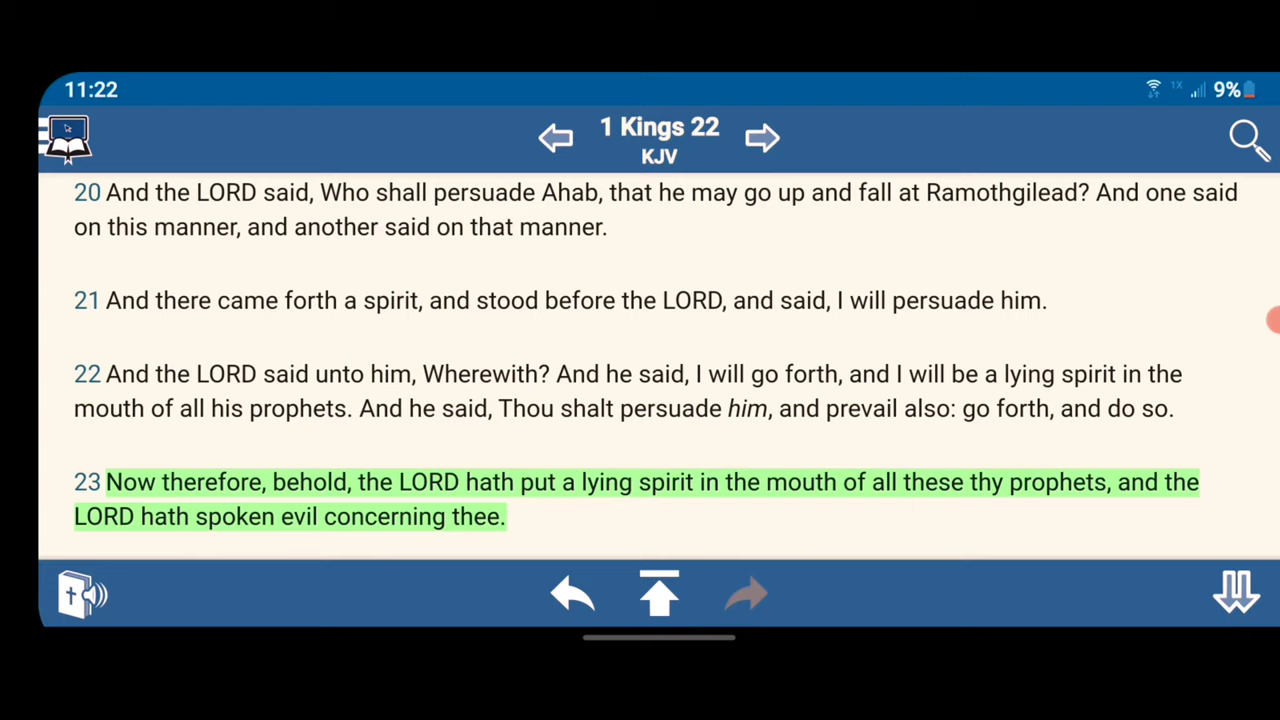 11:22
1X
9%
1 Kings 22
KJV
20 And the LORD said, Who shall persuade Ahab, that he may go up and fall at Ramothgilead? And one said
on this manner, and another said on that manner.
21 And there came forth a spirit, and stood before the LORD, and said, I will persuade him.
22 And the LORD said unto him, Wherewith? And he said, I will go forth, and I will be a lying spirit in the
mouth of all his prophets. And he said, Thou shalt persuade him, and prevail also: go forth, and do so.
23 Now therefore, behold, the LORD hath put a lying spirit in the mouth of all these thy prophets, and the
LORD hath spoken evil concerning thee.